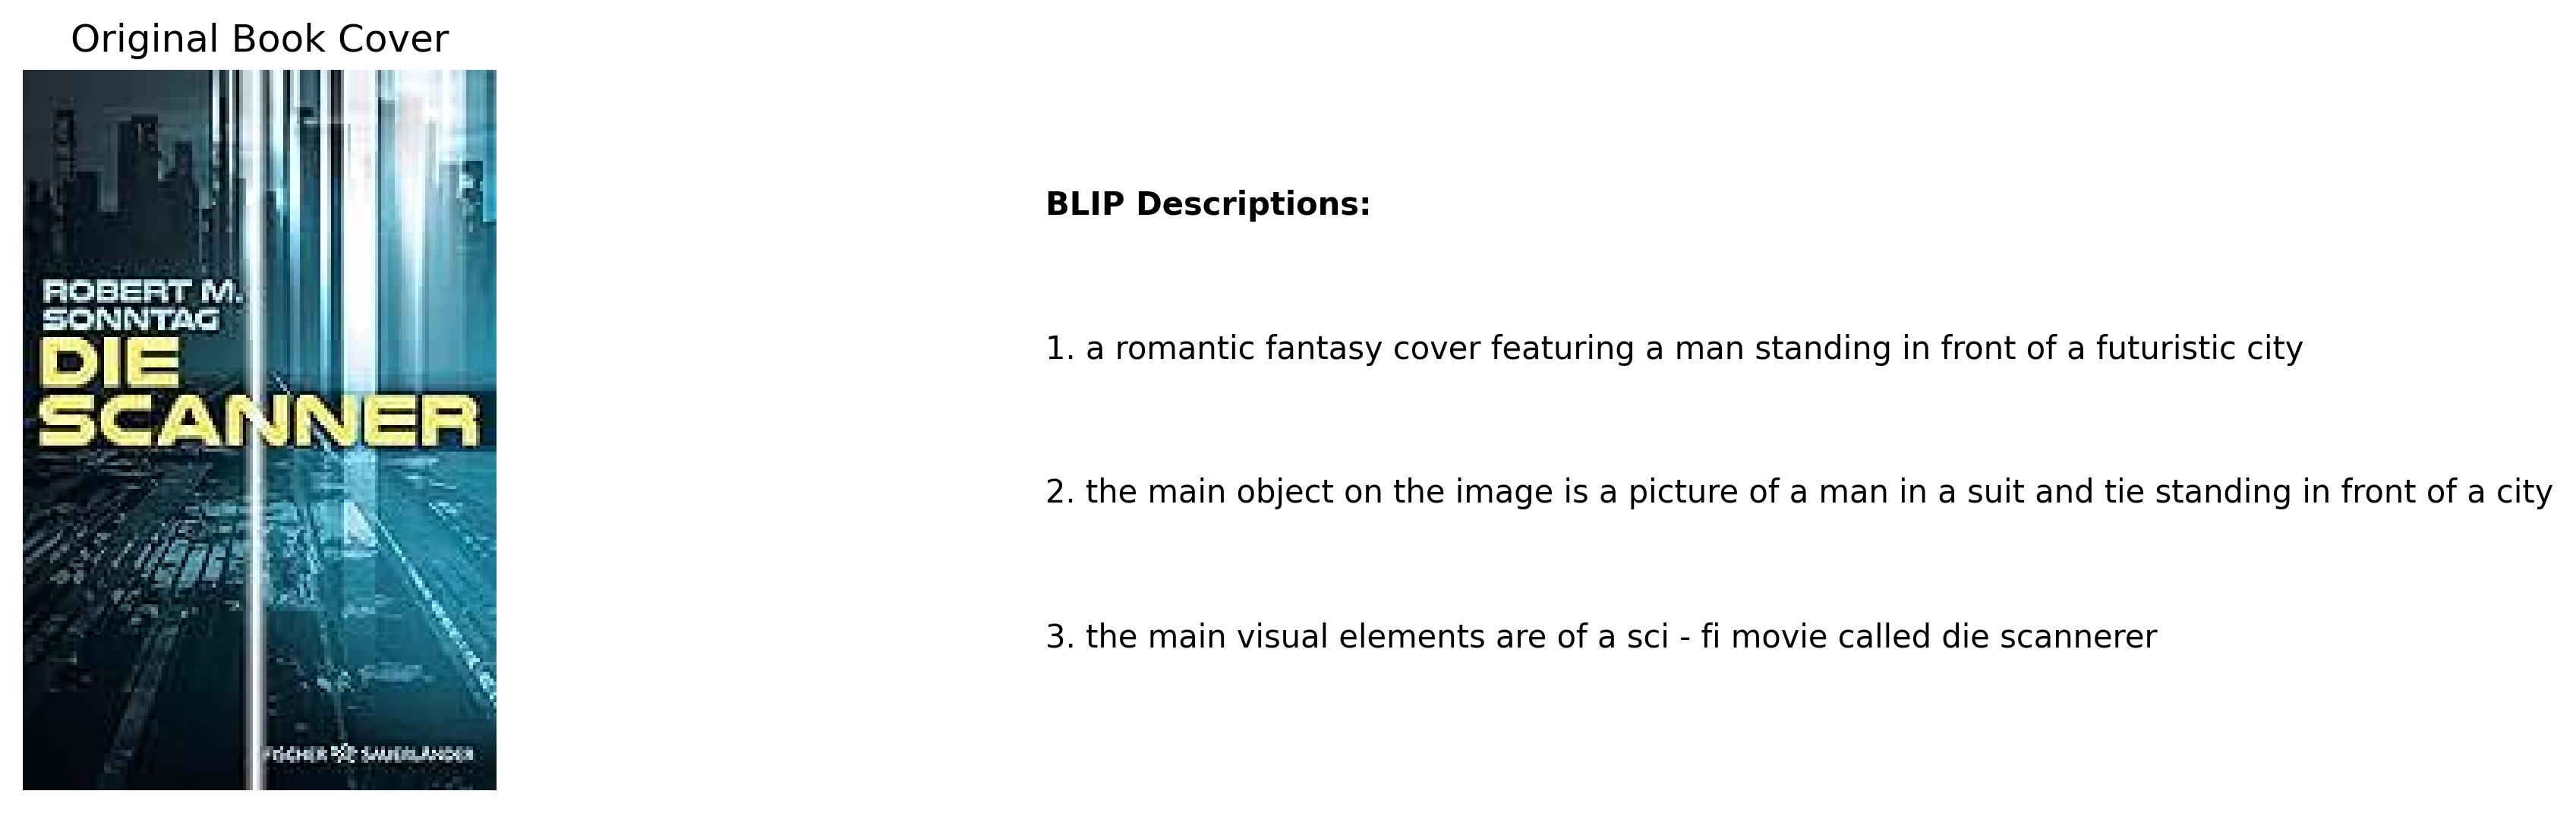 Original Book Cover
ROBERT M.
SONNTAG
DIE
SCANNER
FISCHER SAUERLÄNDER
BLIP Descriptions:
1. a romantic fantasy cover featuring a man standing in front of a futuristic city
2. the main object on the image is a picture of a man in a suit and tie standing in front of a city
3. the main visual elements are of a sci - fi movie called die scannerer